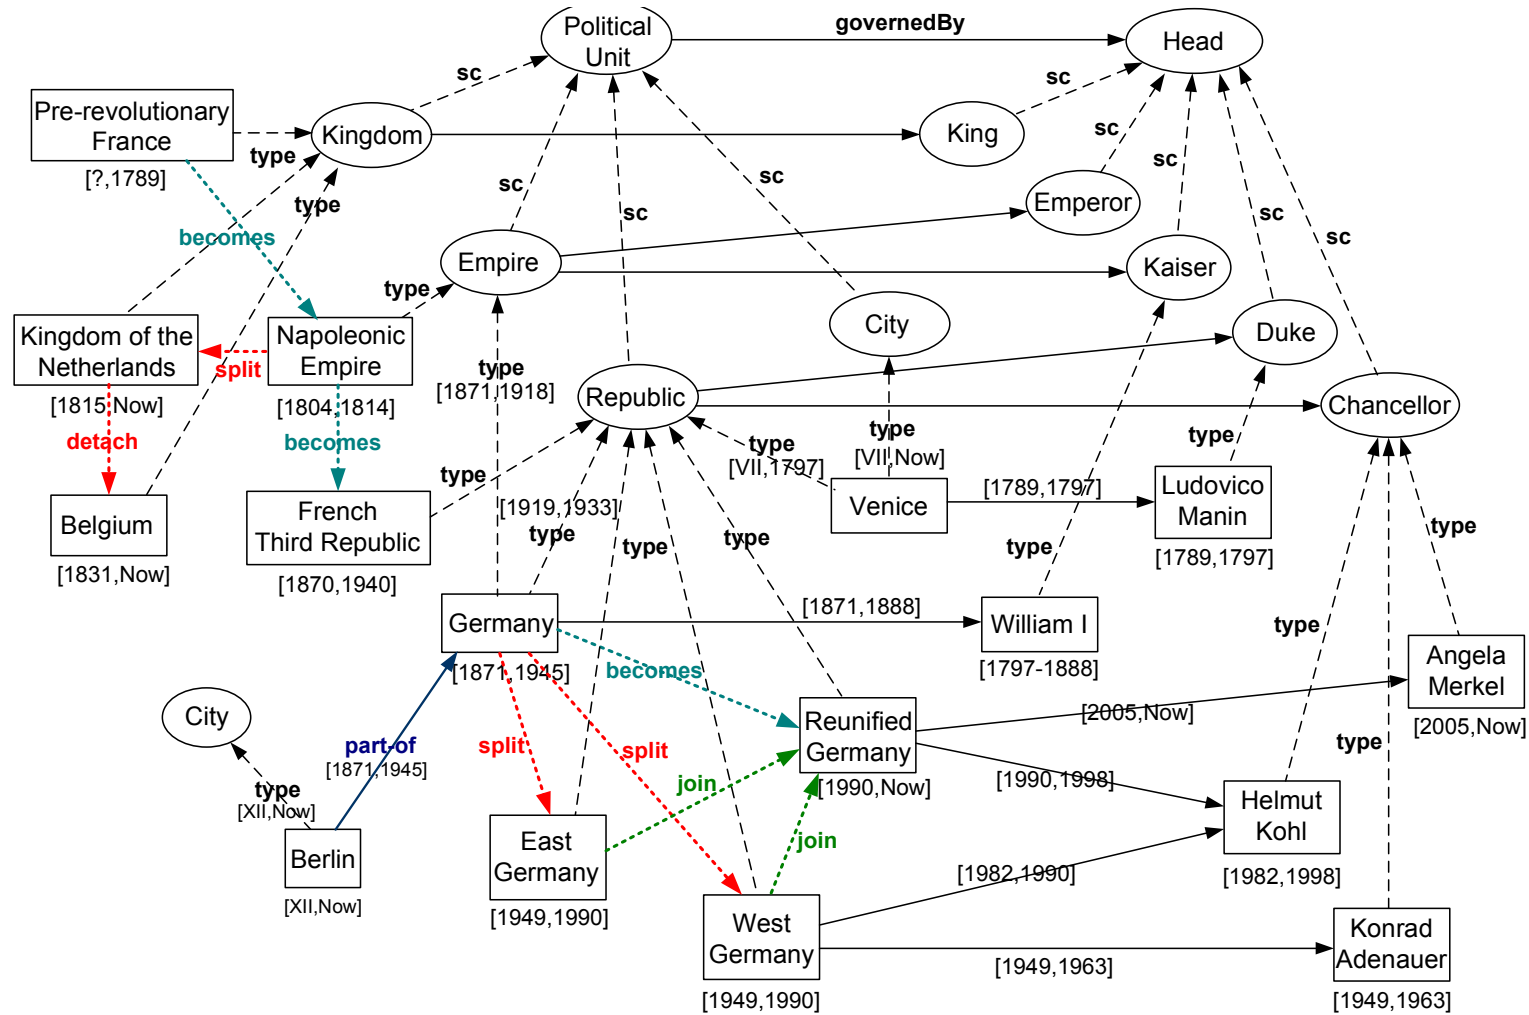 Political
Unit
governedBy
Head
sc
sc
Pre-revolutionary
France
type
[?,1789]
Kingdom
King
sc
sc
sc
sc
type
Emperor
sc
sc
sc
becomes
Empire
Kaiser
type
Kingdom of the
Netherlands
split
[1815,Now]
Napoleonic
Empire
[1804,1814]
type
[1871,1918]
City
Duke
Republic
Chancellor
detach
becomes
type
type
[VII,1797]
type
[VII,Now]
type
Belgium
[1831,Now]
French
Third Republic
[1870,1940]
[1919,1933]
type
type
type
Venice
[1789,1797]
Ludovico
Manin
[1789,1797]
type
type
Germany
[1871,1945]
[1871,1888]
William I
[1797-1888]
type
becomes
Angela
Merkel
[2005,Now]
City
part-of
[1871,1945]
split
split
Reunified
Germany
[1990,Now]
[2005,Now]
type
type
[XII,Now]
join
[1990,1998]
Helmut
Kohl
[1982,1998]
Berlin
[XII,Now]
East
Germany
[1949,1990]
join
[1982,1990]
West
Germany
[1949,1990]
[1949,1963]
Konrad
Adenauer
[1949,1963]